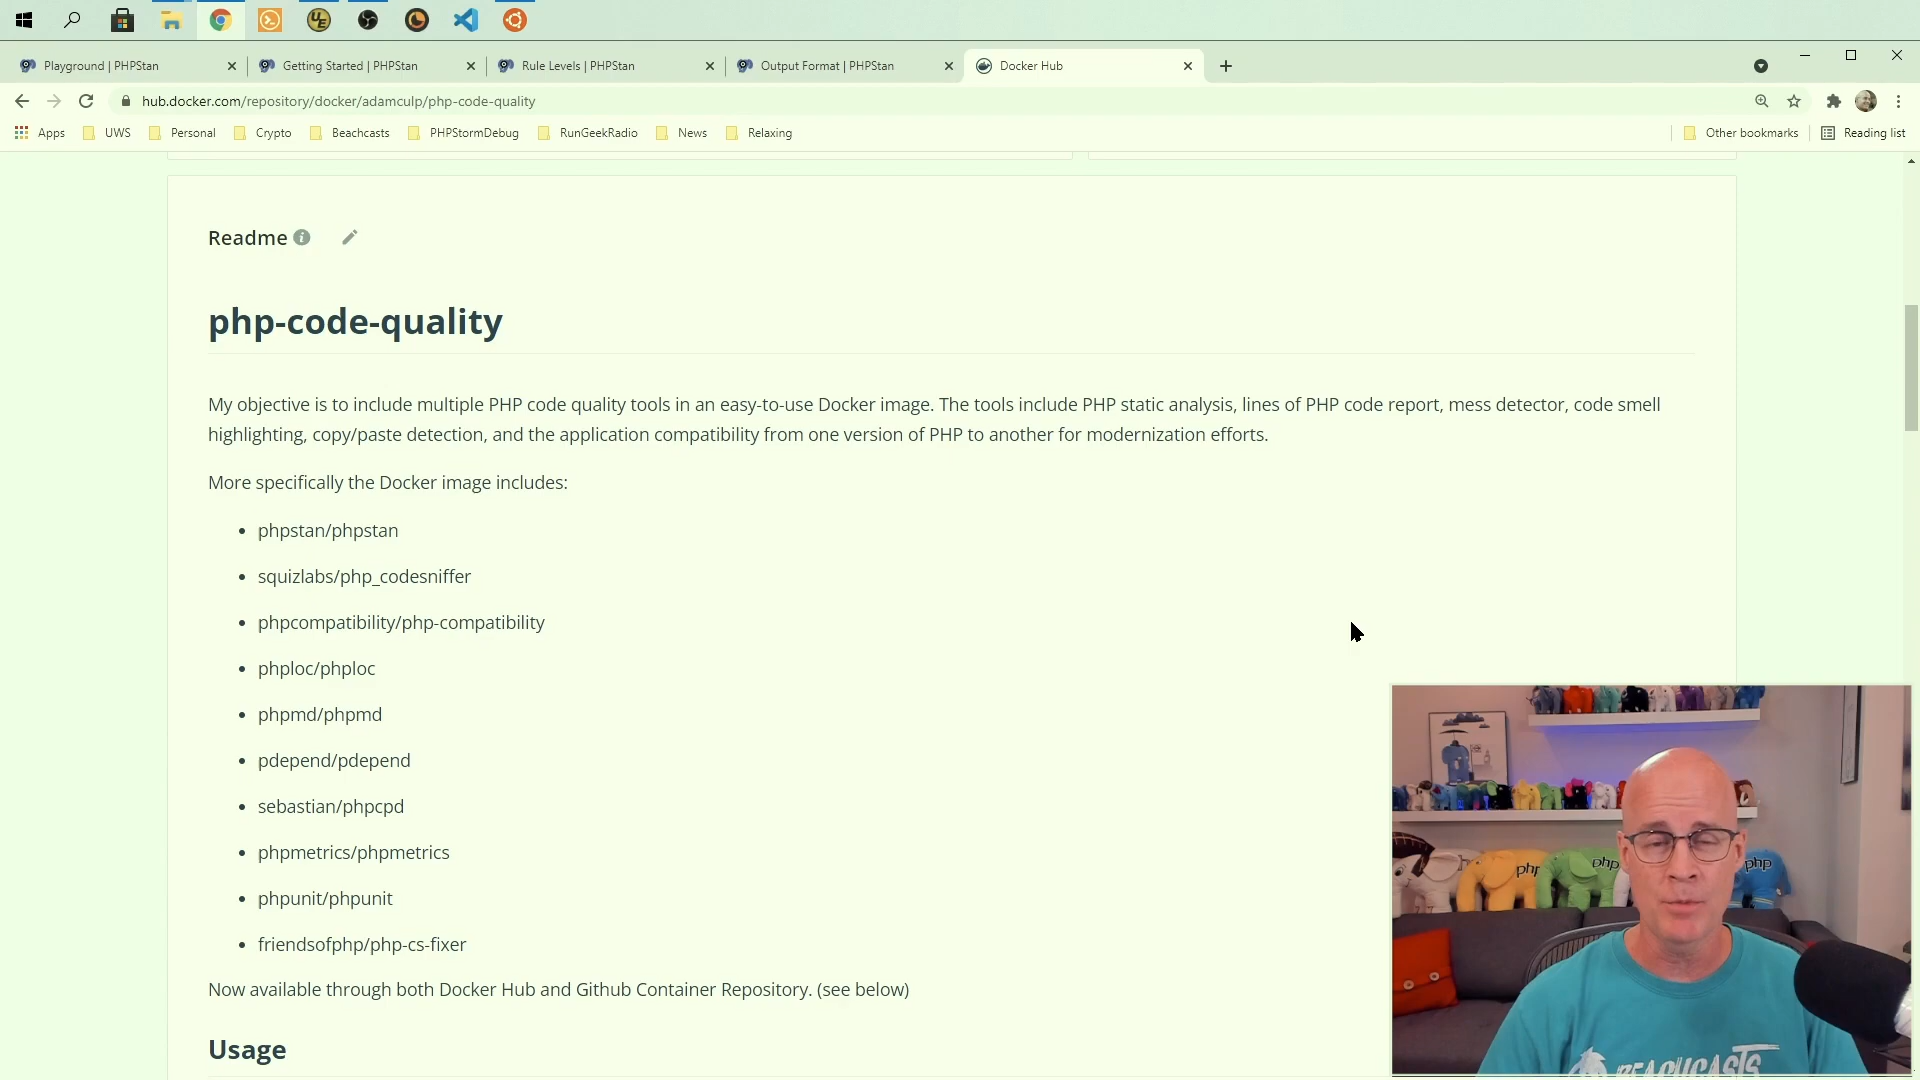 Playground | PHPStan
Getting Started | PHPStan
Rule Levels | PHPStan
Output Format | PHPStan
Docker Hub
hub.docker.com/repository/docker/adamculp/php-code-quality
Apps
UWS
Personal
Crypto
Beachcasts
PHPStormDebug
RunGeekRadio
News
Relaxing
Other bookmarks
Reading list
Readme
php-code-quality
My objective is to include multiple PHP code quality tools in an easy-to-use Docker image. The tools include PHP static analysis, lines of PHP code report, mess detector, code smell
highlighting, copy/paste detection, and the application compatibility from one version of PHP to another for modernization efforts.
More specifically the Docker image includes:
• phpstan/phpstan
• squizlabs/php_codesniffer
• phpcompatibility/php-compatibility
• phploc/phploc
• phpmd/phpmd
• pdepend/pdepend
• sebastian/phpcpd
• phpmetrics/phpmetrics
• phpunit/phpunit
• friendsofphp/php-cs-fixer
Now available through both Docker Hub and Github Container Repository. (see below)
Usage
php
php
php
BEACHCASTS